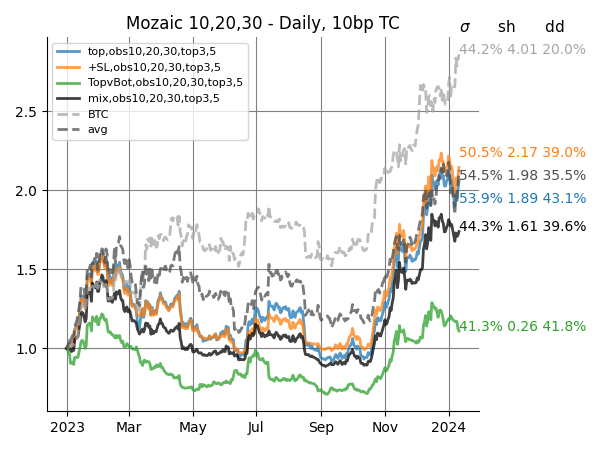 Mozaic 10,20,30 - Daily, 10bp TC
σ sh dd
top,obs10,20,30,top3,5
+SL,obs10,20,30,top3,5
TopvBot,obs10,20,30,top3,5
mix,obs10,20,30,top3,5
BTC
avg
44.2% 4.01 20.0%
50.5% 2.17 39.0%
54.5% 1.98 35.5%
53.9% 1.89 43.1%
44.3% 1.61 39.6%
41.3% 0.26 41.8%
2.5
2.0
1.5
1.0
2023 Mar May Jul Sep Nov 2024